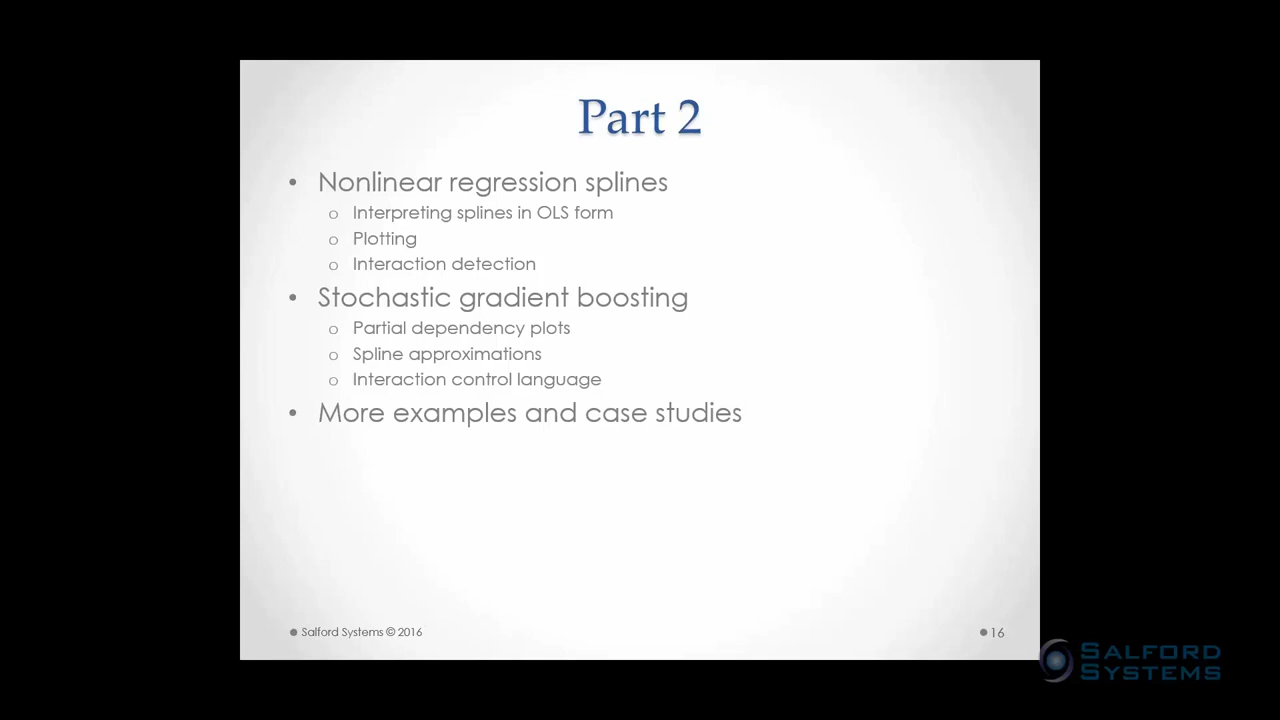 Part 2
• Nonlinear regression splines
o Interpreting splines in OLS form
o Plotting
o Interaction detection
• Stochastic gradient boosting
o Partial dependency plots
o Spline approximations
o Interaction control language
• More examples and case studies
• Salford Systems © 2016
• 16
SALFORD
SYSTEMS